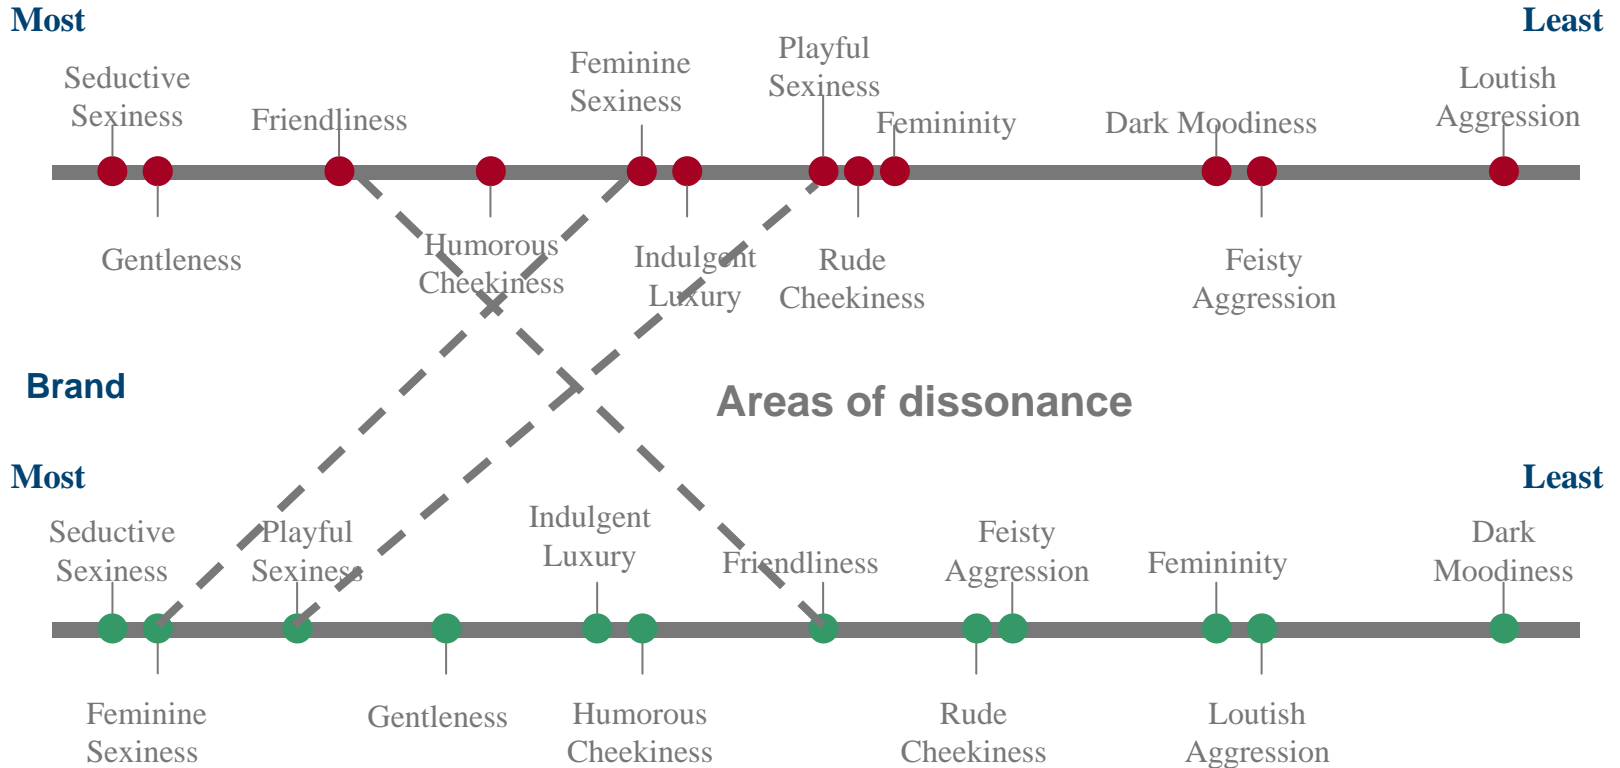 Most
Least
Seductive
Sexiness
Friendliness
Feminine
Sexiness
Playful
Sexiness
Femininity
Dark Moodiness
Loutish
Aggression
Gentleness
Humorous
Cheekiness
Indulgent
Luxury
Rude
Cheekiness
Feisty
Aggression
Brand
Areas of dissonance
Most
Least
Seductive
Sexiness
Playful
Sexiness
Indulgent
Luxury
Friendliness
Feisty
Aggression
Femininity
Dark
Moodiness
Feminine
Sexiness
Gentleness
Humorous
Cheekiness
Rude
Cheekiness
Loutish
Aggression